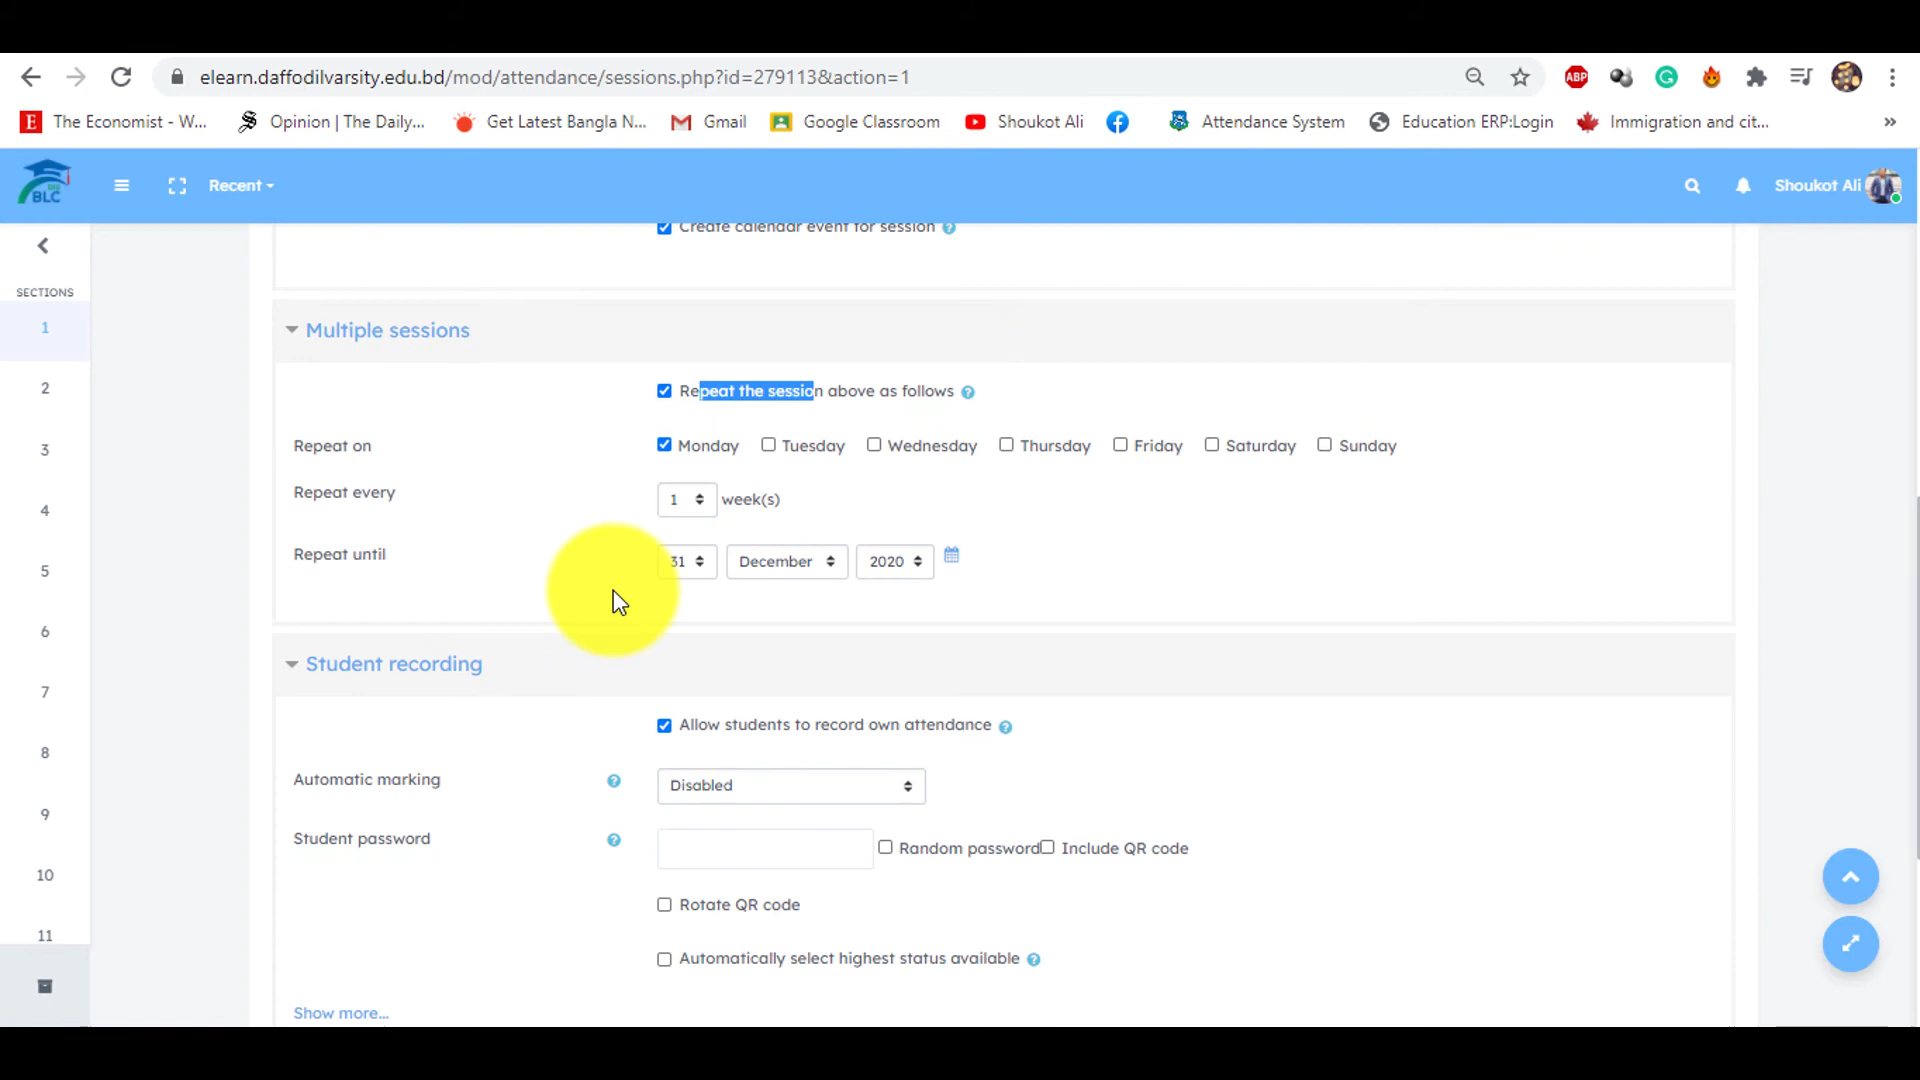 elearn.daffodilvarsity.edu.bd/mod/attendance/sessions.php?id=279113&action=1
ABP
E The Economist - W... S Opinion | The Daily... Get Latest Bangla N... Gmail Google Classroom Shoukot Ali Attendance System Education ERP:Login Immigration and cit... »
DIU BLC Recent Shoukot Ali
Create calendar event for session
SECTIONS
1
2
3
4
5
6
7
8
9
10
11
Multiple sessions
Repeat the session above as follows
Repeat on Monday Tuesday Wednesday Thursday Friday Saturday Sunday
Repeat every 1 week(s)
Repeat until 31 December 2020
Student recording
Allow students to record own attendance
Automatic marking Disabled
Student password Random password Include QR code
Rotate QR code
Automatically select highest status available
Show more...